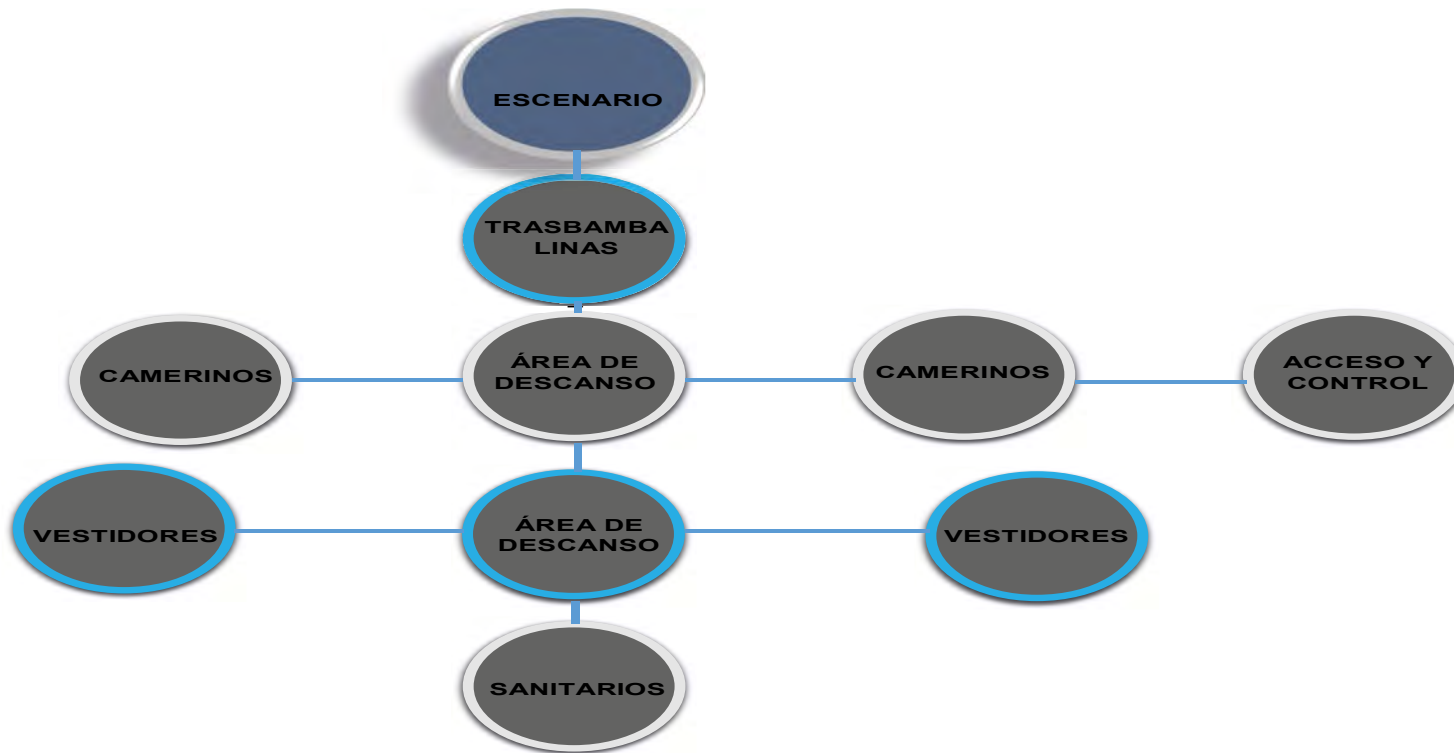 ESCENARIO
TRASBAMBA
LINAS
CAMERINOS
ÁREA DE
DESCANSO
CAMERINOS
ACCESO Y
CONTROL
VESTIDORES
ÁREA DE
DESCANSO
VESTIDORES
SANITARIOS